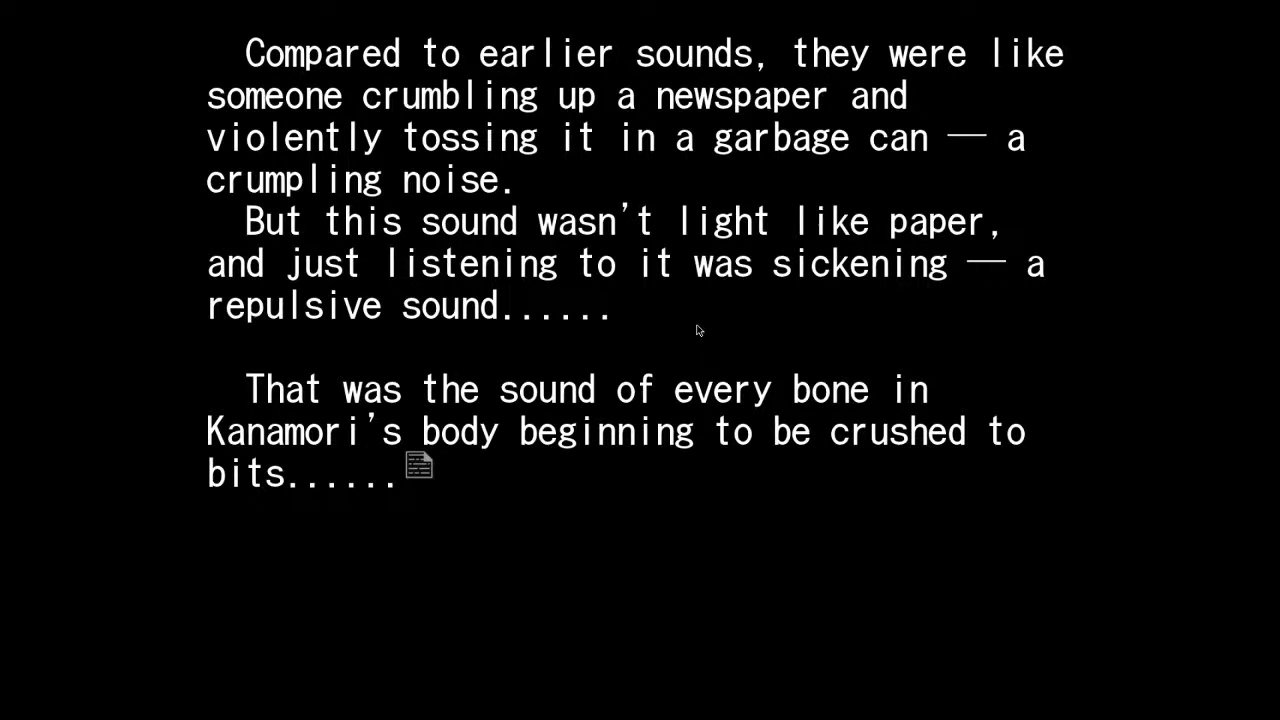 Compared to earlier sounds, they were like
someone crumbling up a newspaper and
violently tossing it in a garbage can ― a
crumpling noise.
But this sound wasn't light like paper,
and just listening to it was sickening ― a
repulsive sound......
That was the sound of every bone in
Kanamori's body beginning to be crushed to
bits......